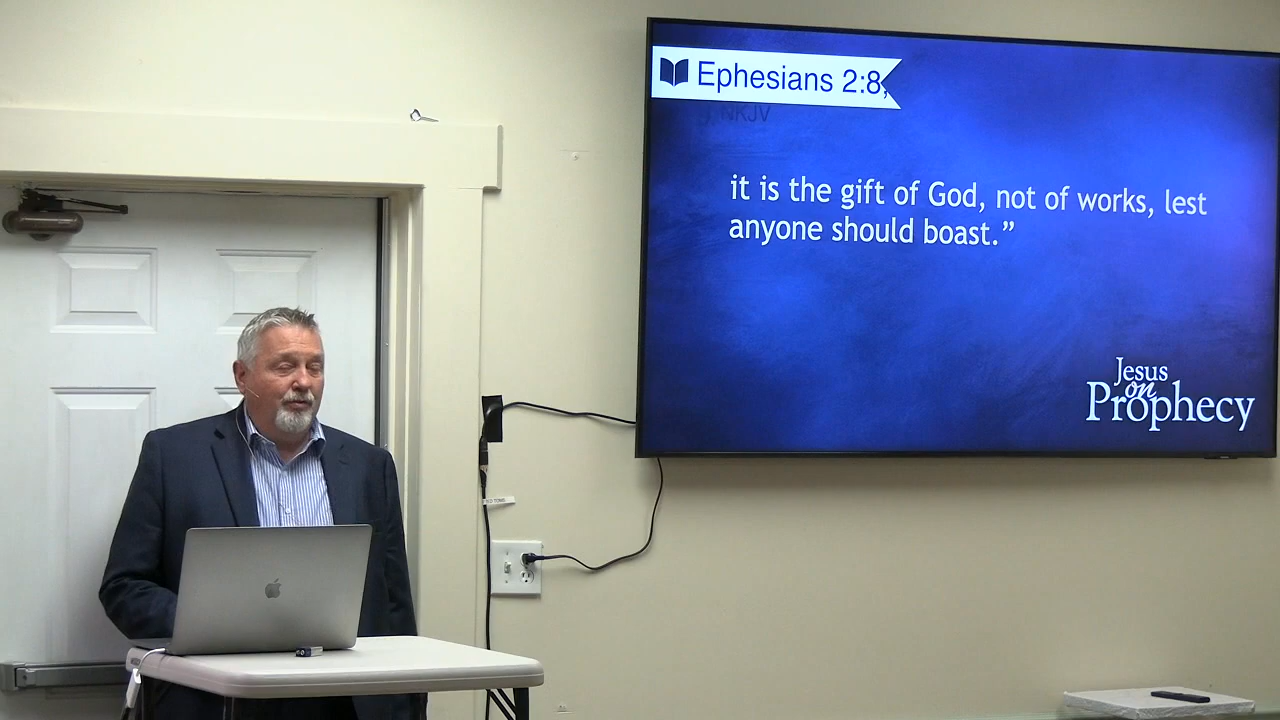 Ephesians 2:8,
NKJV
it is the gift of God, not of works, lest
anyone should boast.”
Jesus
on
Prophecy